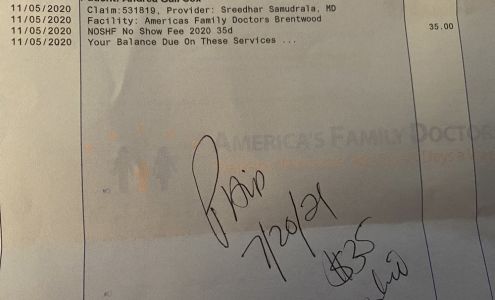 11/05/2020 Claim:531819, Provider: Sreedhar Samudrala, MD
11/05/2020 Facility: Americas Family Doctors Brentwood
11/05/2020 NOSHF No Show Fee 2020 35d 35.00
11/05/2020 Your Balance Due On These Services ...
AMERICA'S FAMILY DOCTOR
Paid
7/20/21
$35